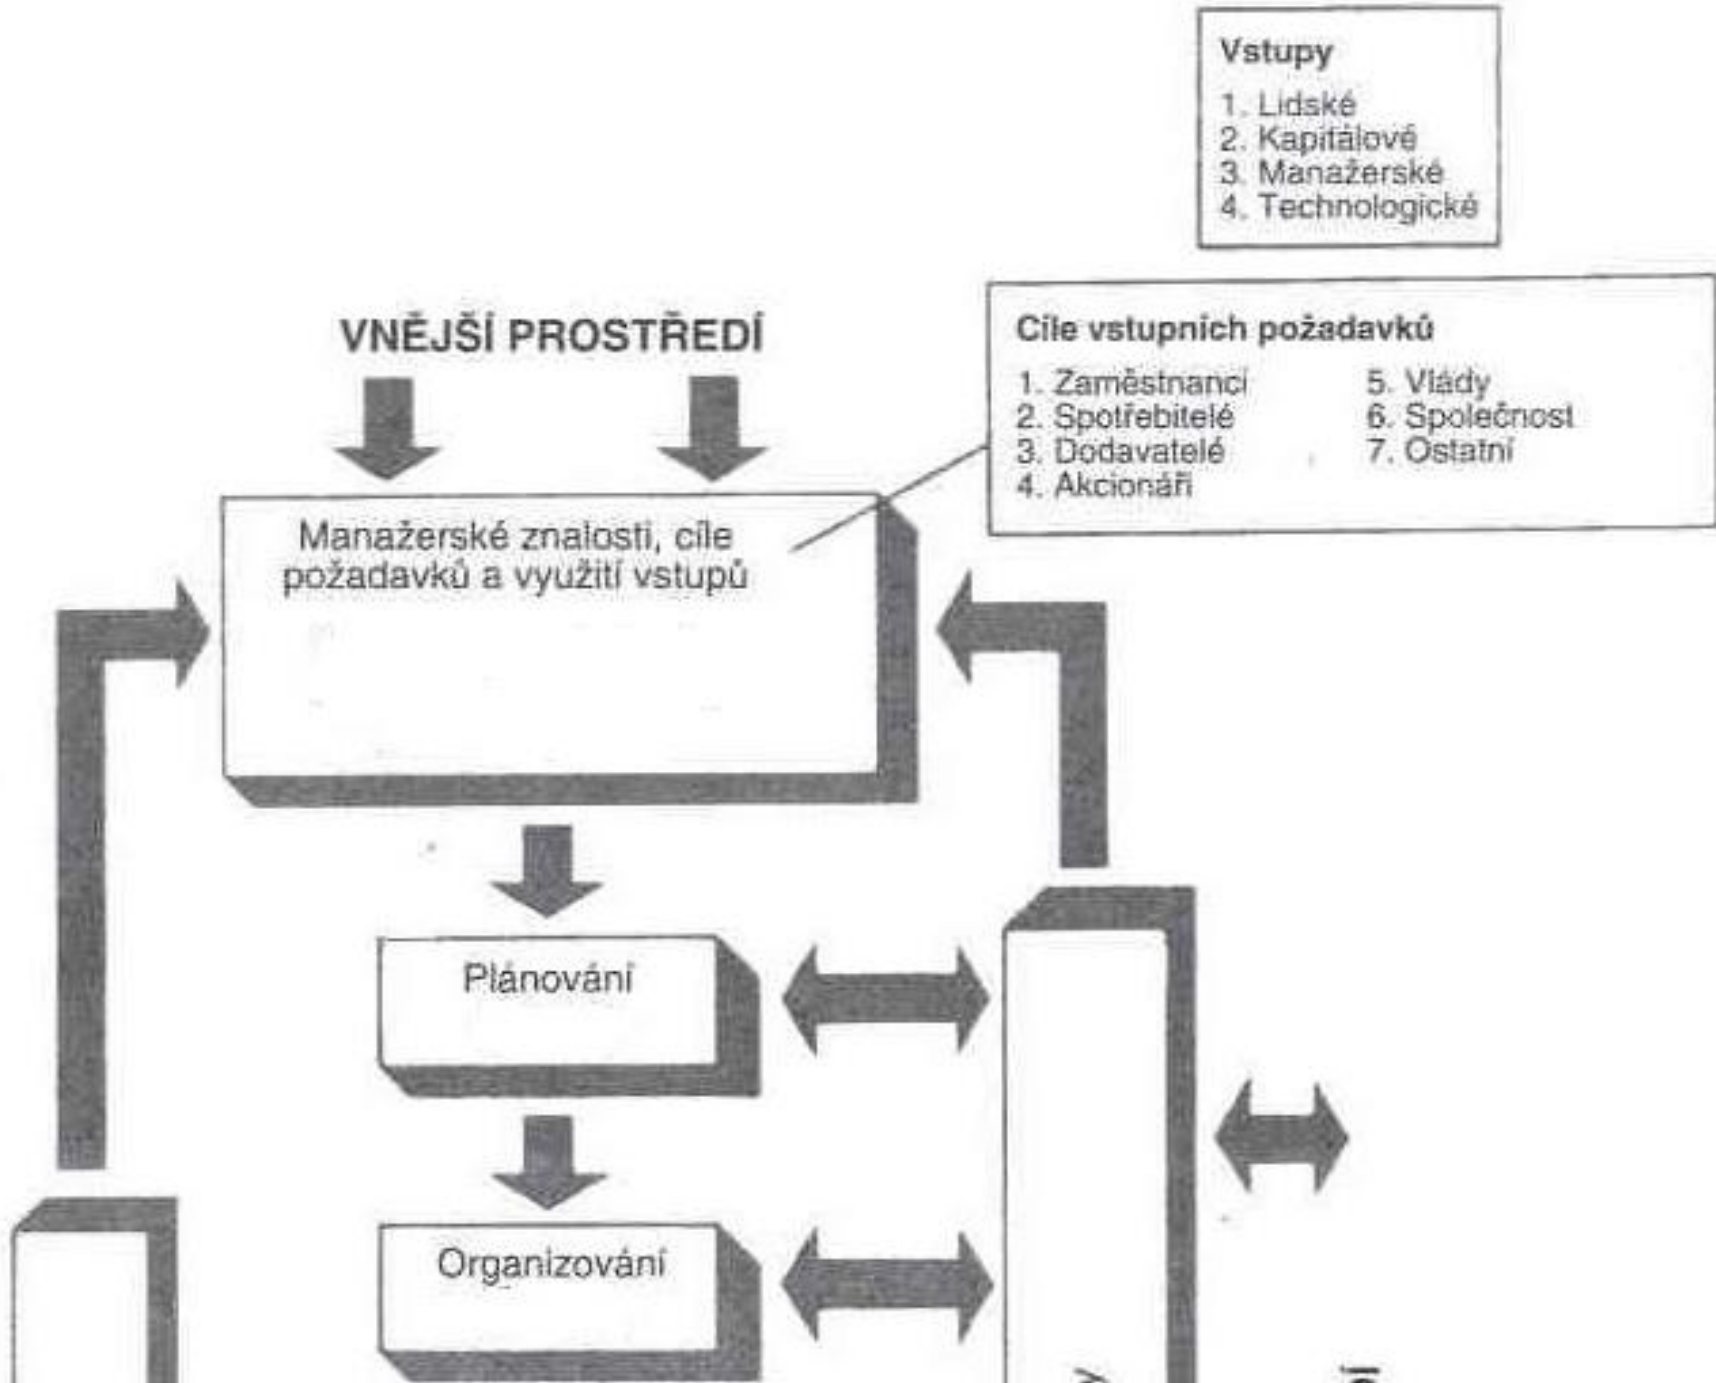 Vstupy
1. Lidské
2. Kapitálové
3. Manažerské
4. Technologické
VNĚJŠÍ PROSTŘEDÍ
Cíle vstupních požadavků
1. Zaměstnanci
2. Spotřebitelé
3. Dodavatelé
4. Akcionáři
5. Vlády
6. Společnost
7. Ostatní
Manažerské znalosti, cíle
požadavků a využití vstupů
Plánování
Organizování